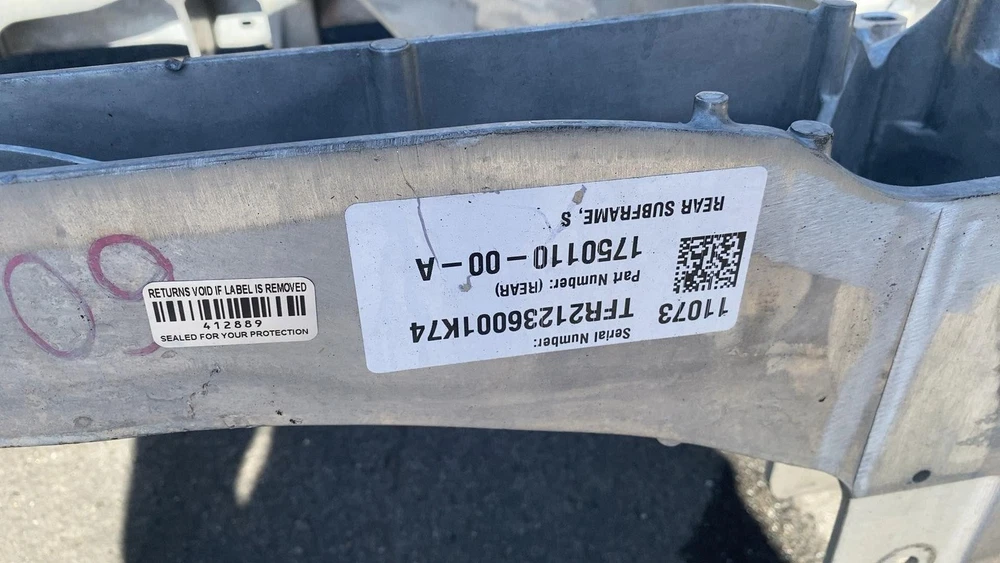 09
RETURNS VOID IF LABEL IS REMOVED
412889
SEALED FOR YOUR PROTECTION
Serial Number:
11073 TFR21236001K74
Part Number: (REAR)
1750110-00-A
REAR SUBFRAME, S